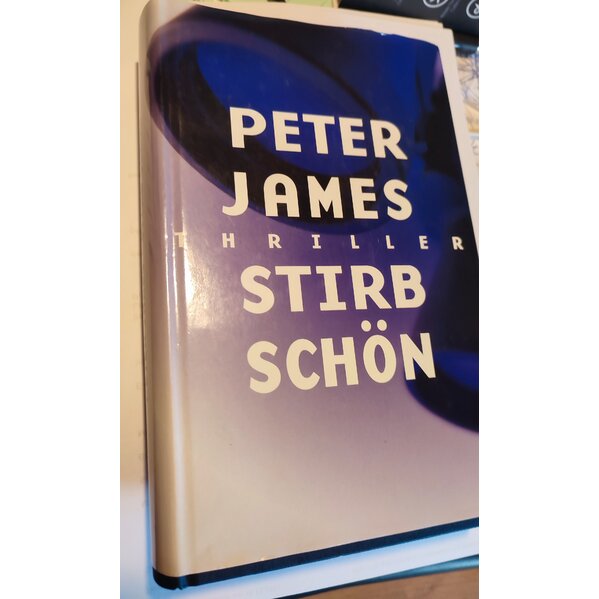 PETER
JAMES
THRILLER
STIRB
SCHÖN